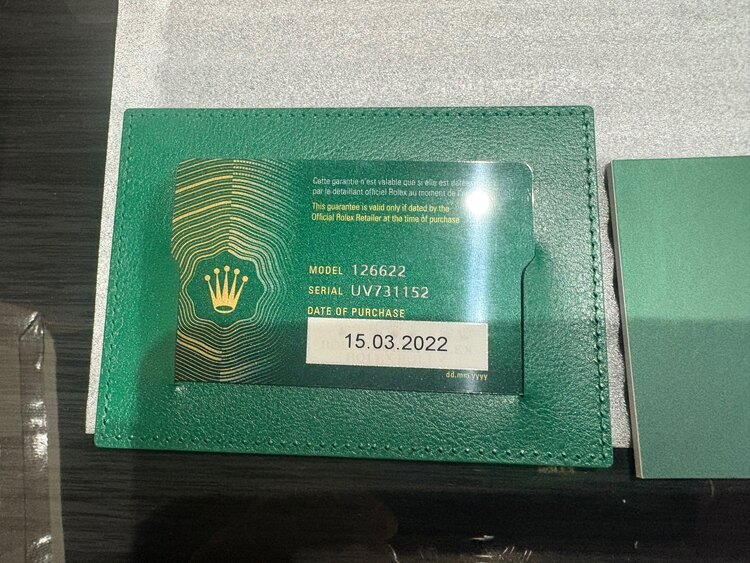 Cette garantie n'est valable que si elle est datée
par le détaillant officiel Rolex au moment de
This guarantee is valid only if dated by the
Official Rolex Retailer at the time of purchase
MODEL 126622
SERIAL UV731152
DATE OF PURCHASE
15.03.2022
dd.mm.yyyy